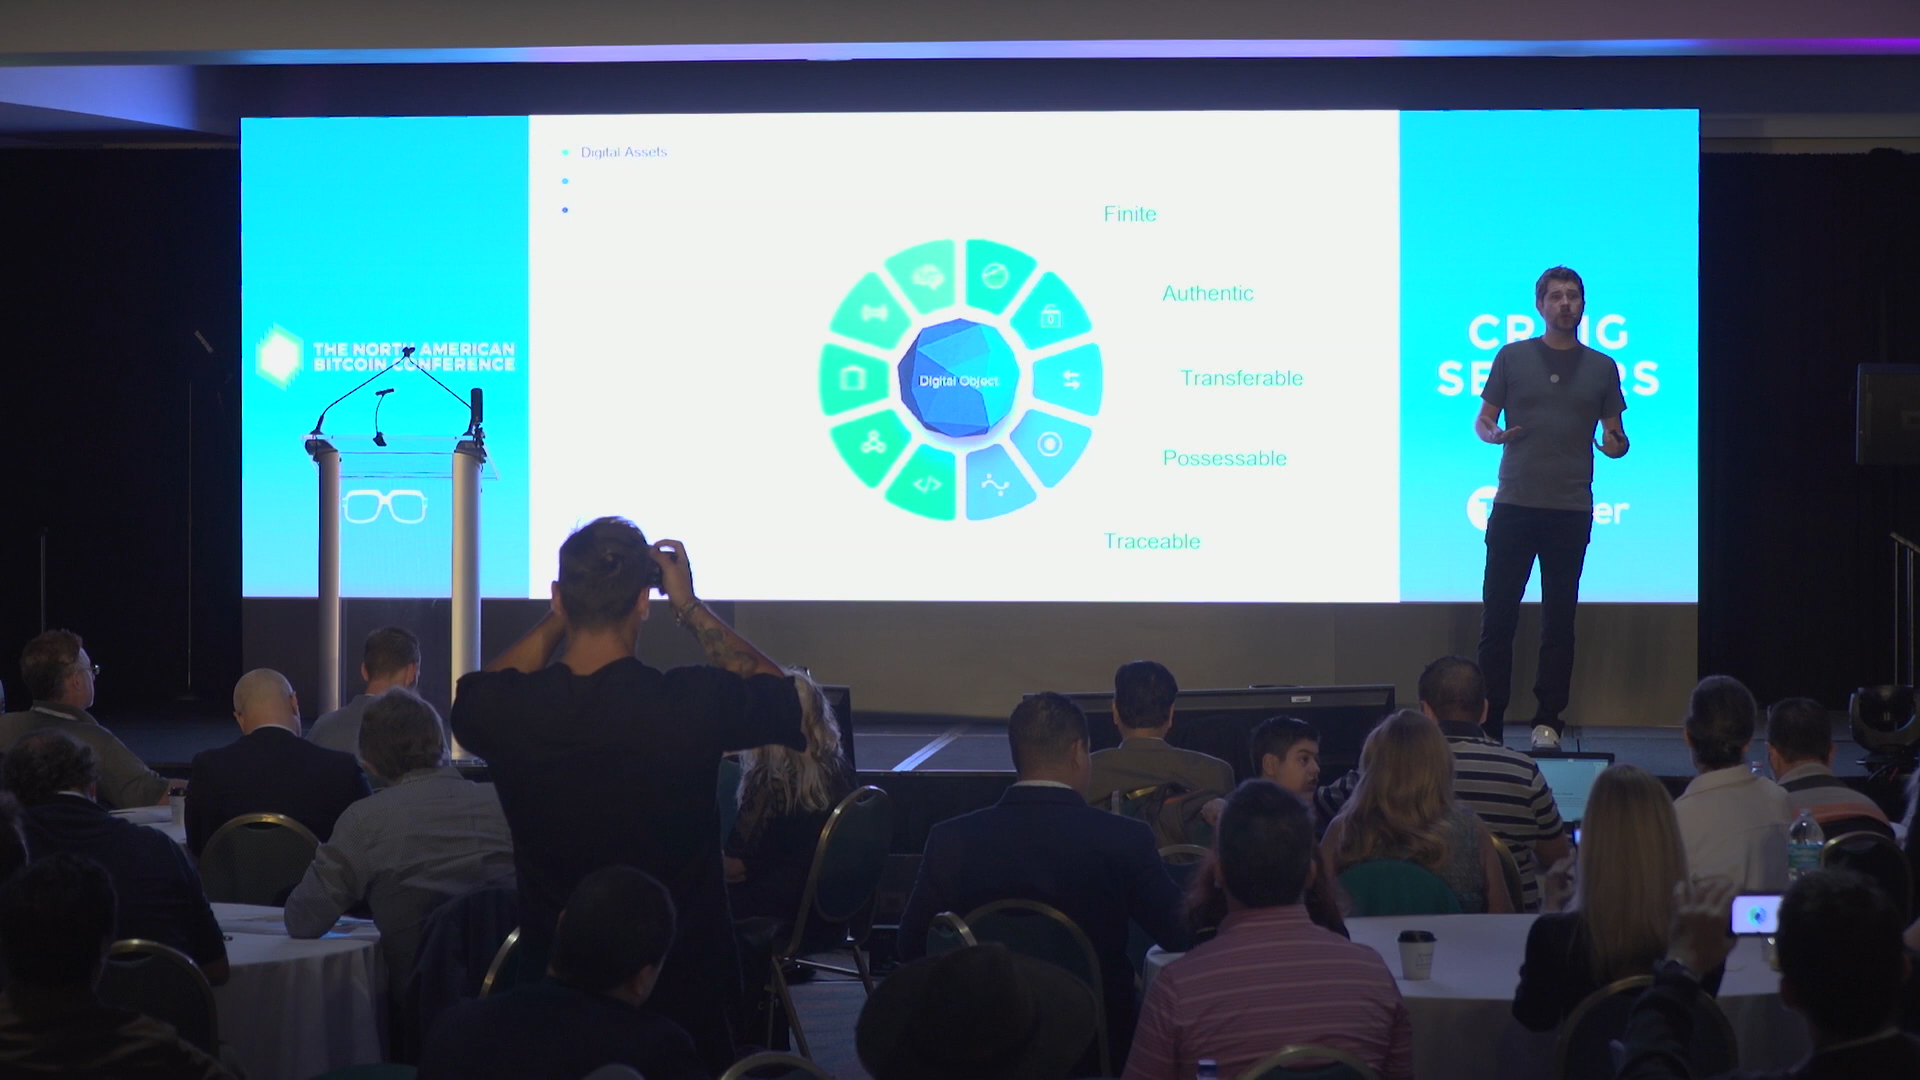 Digital Assets
Finite
Authentic
Transferable
Possessable
Traceable
Digital Object
THE NORTH AMERICAN
BITCOIN CONFERENCE